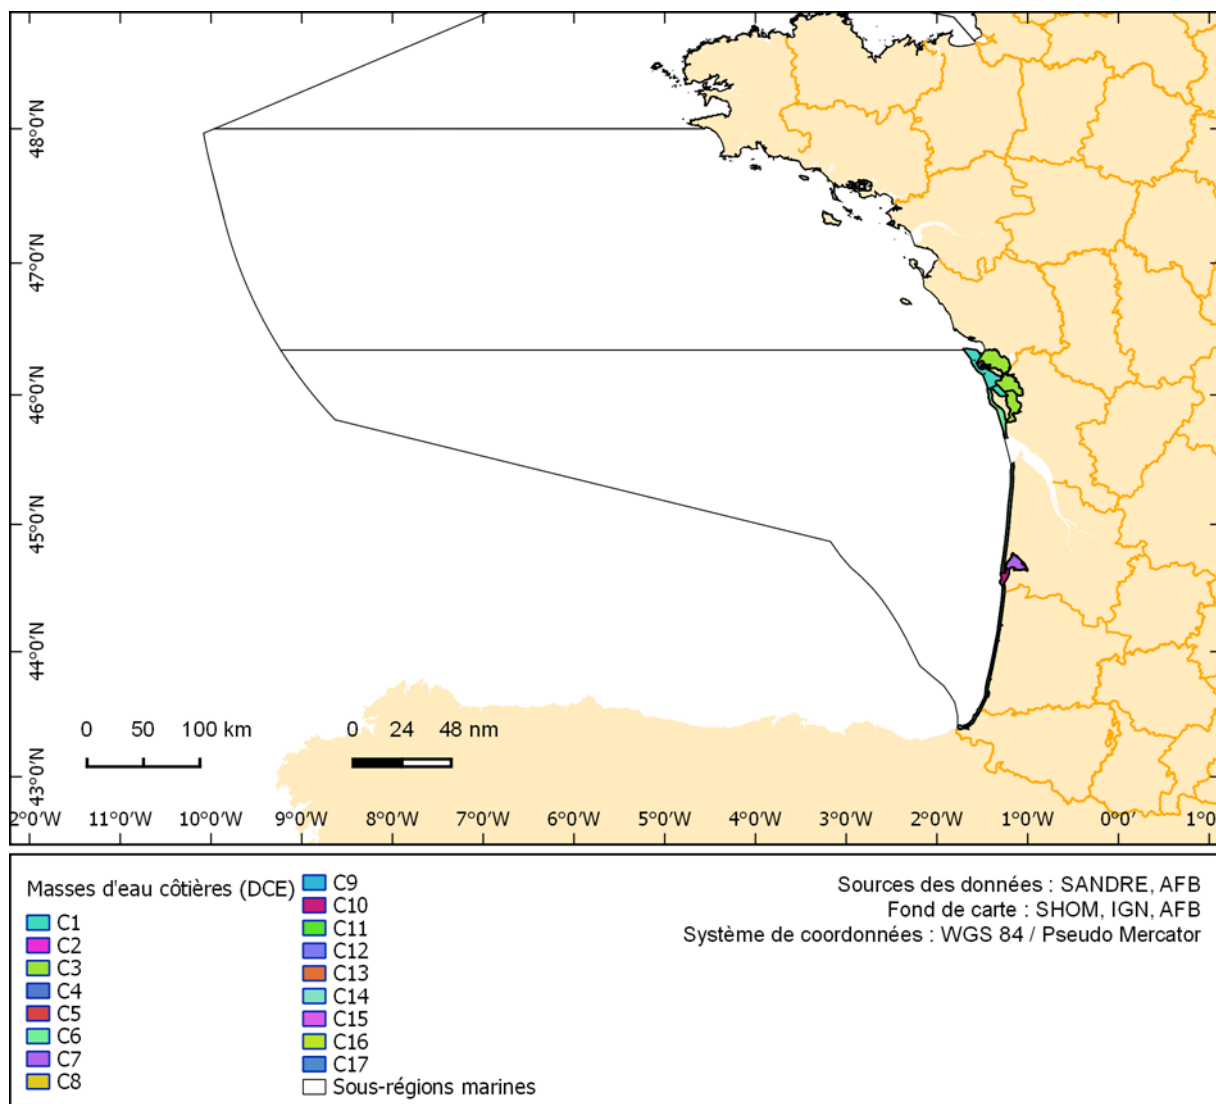 48°0'N
47°0'N
46°0'N
45°0'N
44°0'N
43°0'N
0 50 100 km
0 24 48 nm
12°0'W 11°0'W 10°0'W 9°0'W 8°0'W 7°0'W 6°0'W 5°0'W 4°0'W 3°0'W 2°0'W 1°0'W 0°0' 1°0'
Masses d'eau côtières (DCE)
C1
C2
C3
C4
C5
C6
C7
C8
C9
C10
C11
C12
C13
C14
C15
C16
C17
Sous-régions marines
Sources des données : SANDRE, AFB
Fond de carte : SHOM, IGN, AFB
Système de coordonnées : WGS 84 / Pseudo Mercator